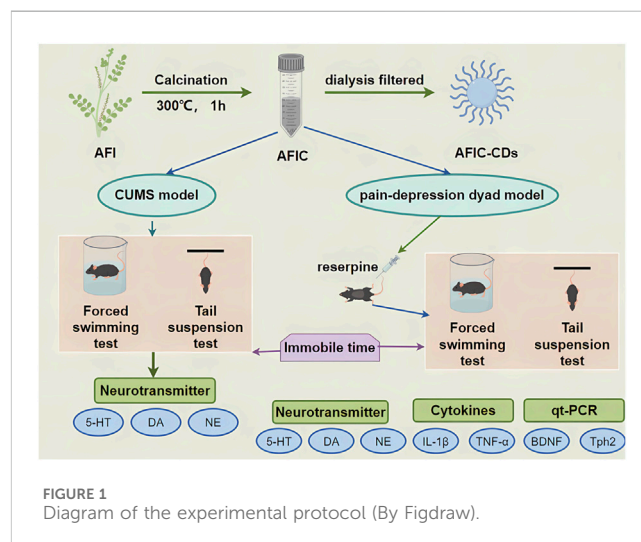 Calcination
300℃, 1h
dialysis filtered
AFI
AFIC
AFIC-CDs
CUMS model
pain-depression dyad model
reserpine
Forced
swimming
test
Tail
suspension
test
Forced
swimming
test
Tail
suspension
test
Immobile time
Neurotransmitter
5-HT
DA
NE
Neurotransmitter
5-HT
DA
NE
Cytokines
IL-1β
TNF-α
qt-PCR
BDNF
Tph2
FIGURE 1
Diagram of the experimental protocol (By Figdraw).